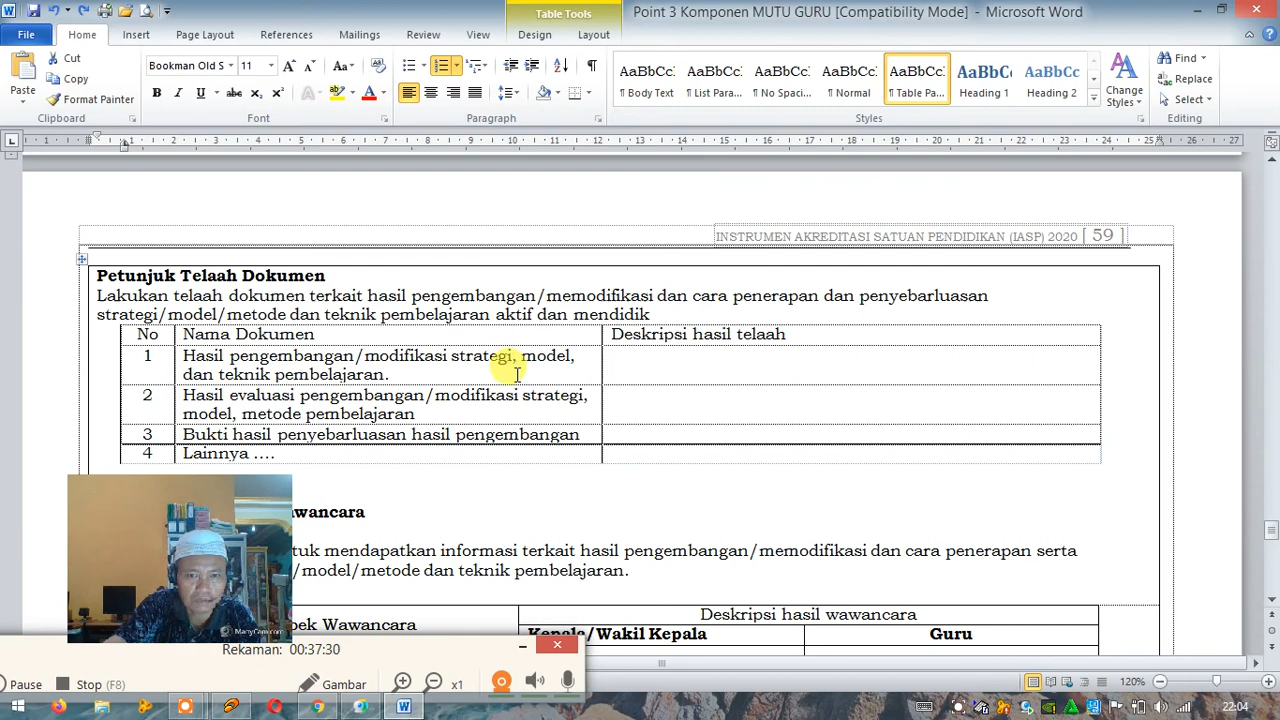 Table Tools
Point 3 Komponen MUTU GURU [Compatibility Mode] - Microsoft Word
File Home Insert Page Layout References Mailings Review View Design Layout
Paste
Cut
Copy
Format Painter
Clipboard
Bookman Old S 11
Font
Paragraph
AaBbCc AaBbCc AaBbCc AaBbCc AaBbCc AaBbCc AaBbCc
¶ Body Text ¶ List Para... ¶ No Spaci... ¶ Normal ¶ Table Pa... Heading 1 Heading 2
Change Styles
Styles
Find
Replace
Select
Editing
INSTRUMEN AKREDITASI SATUAN PENDIDIKAN (IASP) 2020 [ 59 ]
Petunjuk Telaah Dokumen
Lakukan telaah dokumen terkait hasil pengembangan/memodifikasi dan cara penerapan dan penyebarluasan
strategi/model/metode dan teknik pembelajaran aktif dan mendidik
No Nama Dokumen Deskripsi hasil telaah
1 Hasil pengembangan/modifikasi strategi, model,
dan teknik pembelajaran.
2 Hasil evaluasi pengembangan/modifikasi strategi,
model, metode pembelajaran
3 Bukti hasil penyebarluasan hasil pengembangan
4 Lainnya ....
wancara
tuk mendapatkan informasi terkait hasil pengembangan/memodifikasi dan cara penerapan serta
/model/metode dan teknik pembelajaran.
pek Wawancara Deskripsi hasil wawancara
Kepala/Wakil Kepala Guru
ManyCam.com
Rekaman: 00:37:30
Pause Stop (F8) Gambar x1
120%
22:04